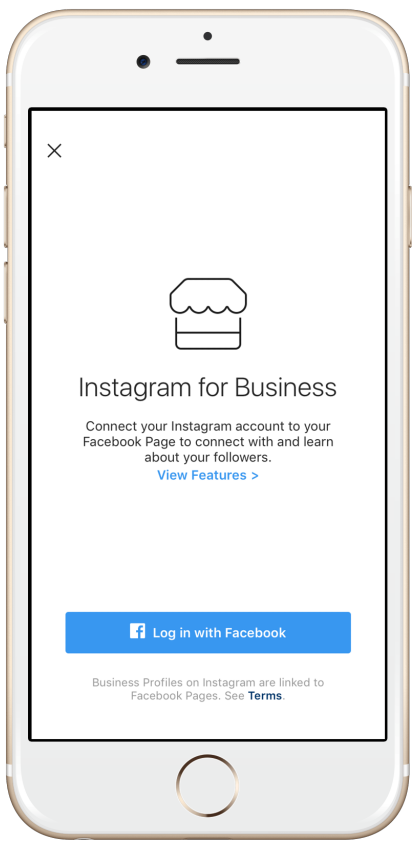 Instagram for Business
Connect your Instagram account to your
Facebook Page to connect with and learn
about your followers.
View Features >
Log in with Facebook
Business Profiles on Instagram are linked to
Facebook Pages. See Terms.